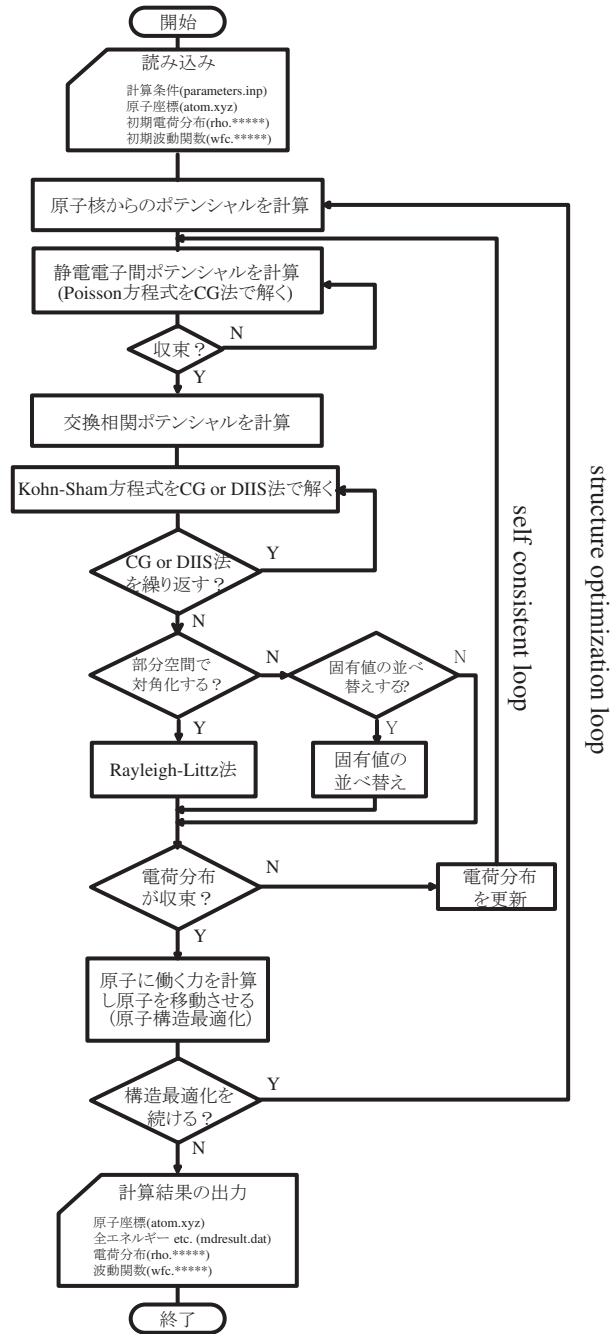 開始
読み込み
計算条件(parameters.inp)
原子座標(atom.xyz)
初期電荷分布(rho.*****)
初期波動関数(wfc.*****)
原子核からのポテンシャルを計算
静電電子間ポテンシャルを計算
(Poisson方程式をCG法で解く)
N
収束？
Y
交換相関ポテンシャルを計算
Kohn-Sham方程式をCG or DIIS法で解く
CG or DIIS法
を繰り返す？
Y
N
部分空間で
対角化する？
N
固有値の並べ
替えする?
N
Y
Y
Rayleigh-Littz法
固有値の
並べ替え
電荷分布
が収束？
N
電荷分布
を更新
Y
原子に働く力を計算
し原子を移動させる
(原子構造最適化)
構造最適化を
続ける？
Y
N
計算結果の出力
原子座標(atom.xyz)
全エネルギー etc. (mdresult.dat)
電荷分布(rho.*****)
波動関数(wfc.*****)
終了
self consistent loop
structure optimization loop